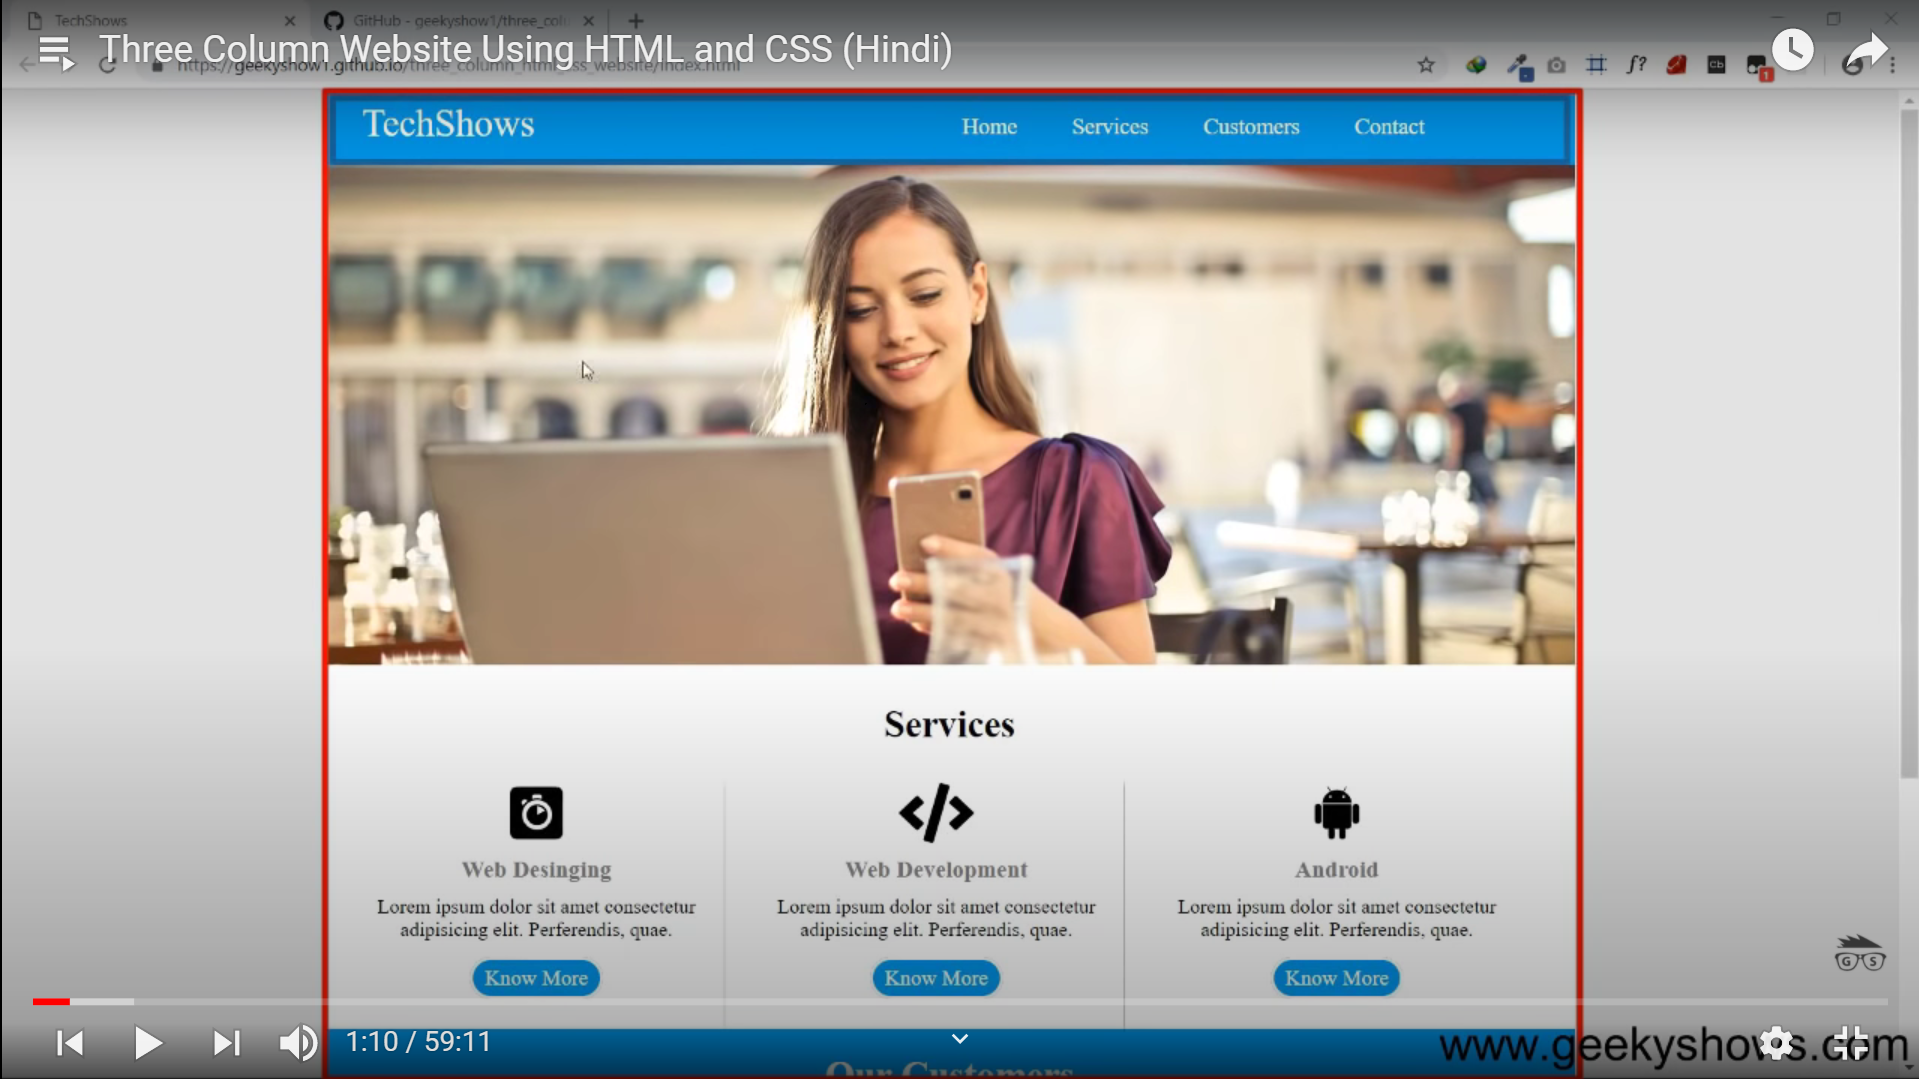 TechShows
GitHub - geekyshow1/three_colu
Three Column Website Using HTML and CSS (Hindi)
https://geekyshow1.github.io/three_column_html_css_website/index.html
f?
Cb
1
TechShows
Home
Services
Customers
Contact
Services
Web Desinging
Lorem ipsum dolor sit amet consectetur
adipisicing elit. Perferendis, quae.
Know More
Web Development
Lorem ipsum dolor sit amet consectetur
adipisicing elit. Perferendis, quae.
Know More
Android
Lorem ipsum dolor sit amet consectetur
adipisicing elit. Perferendis, quae.
Know More
G S
1:10 / 59:11
www.geekyshows.com
Our Customers